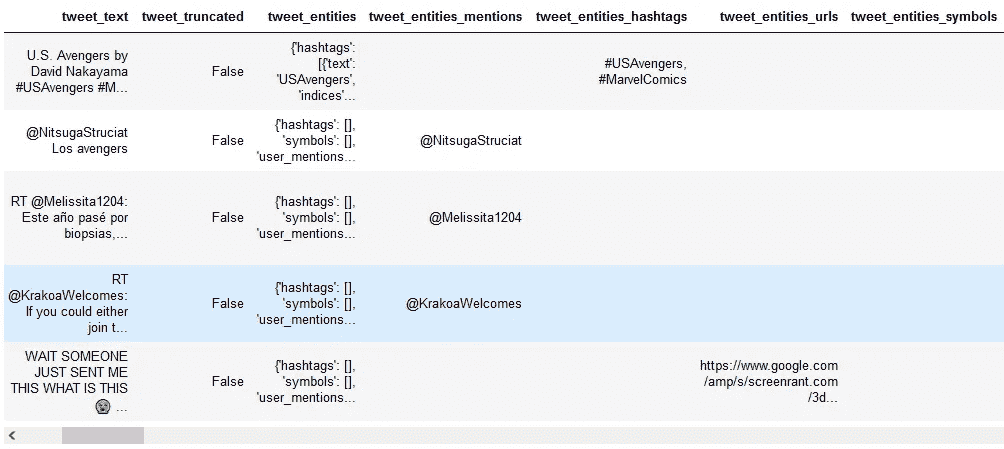 tweet_text tweet_truncated tweet_entities tweet_entities_mentions tweet_entities_hashtags tweet_entities_urls tweet_entities_symbols
U.S. Avengers by
David Nakayama
#USAvengers #M...
False
{'hashtags':
[{'text':
'USAvengers',
'indices'...
#USAvengers,
#MarvelComics
@NitsugaStruciat
Los avengers
False
{'hashtags': [],
'symbols': [],
'user_mentions...
@NitsugaStruciat
RT @Melissita1204:
Este año pasé por
biopsias,...
False
{'hashtags': [],
'symbols': [],
'user_mentions...
@Melissita1204
RT
@KrakoaWelcomes:
If you could either
join t...
False
{'hashtags': [],
'symbols': [],
'user_mentions...
@KrakoaWelcomes
WAIT SOMEONE
JUST SENT ME
THIS WHAT IS THIS
😭 ...
False
{'hashtags': [],
'symbols': [],
'user_mentions...
https://www.google.com
/amp/s/screenrant.com
/3d...